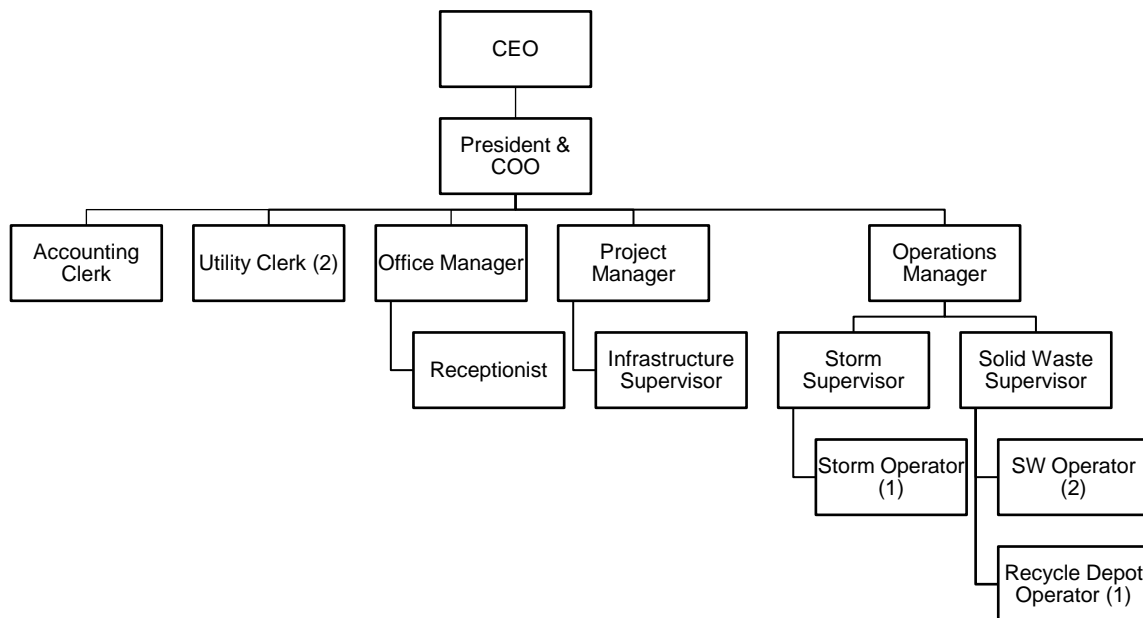 CEO
President &
COO
Accounting
Clerk
Utility Clerk (2)
Office Manager
Project
Manager
Operations
Manager
Receptionist
Infrastructure
Supervisor
Storm
Supervisor
Solid Waste
Supervisor
Storm Operator
(1)
SW Operator
(2)
Recycle Depot
Operator (1)